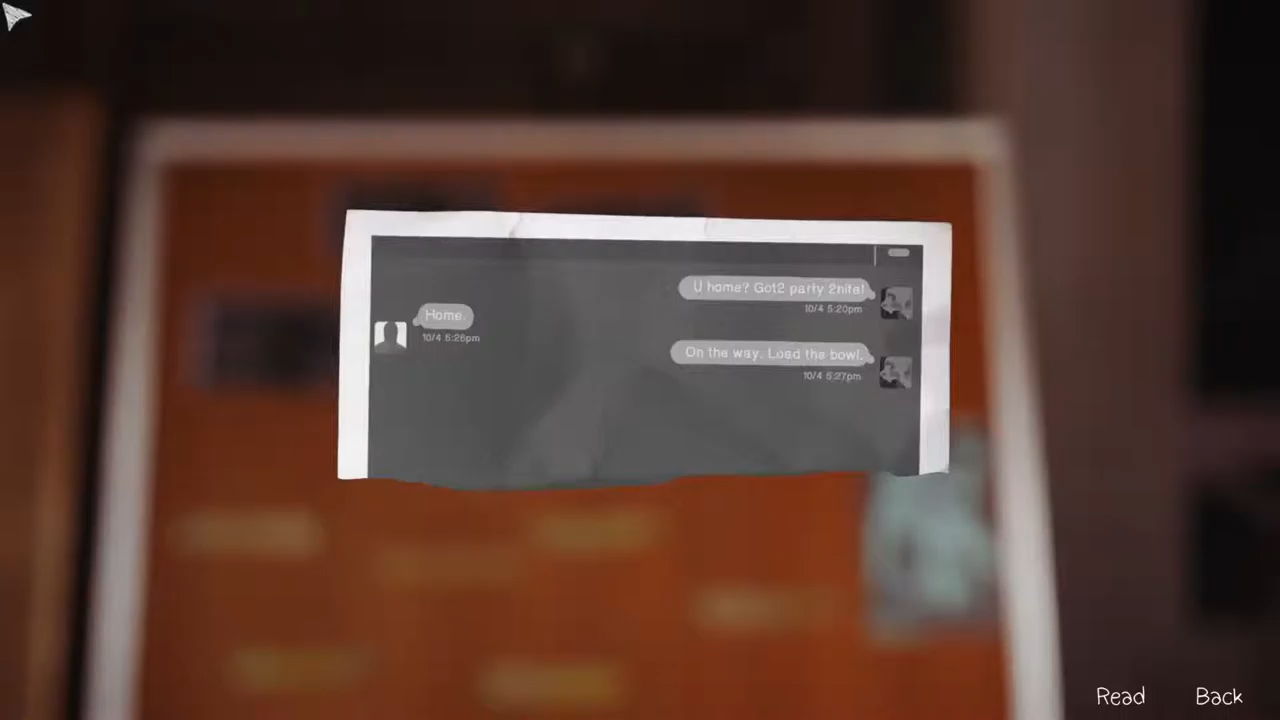 U home? Got2 party 2nite!
10/4 5:20pm
Home.
10/4 5:26pm
On the way. Load the bowl.
10/4 5:27pm
Read Back